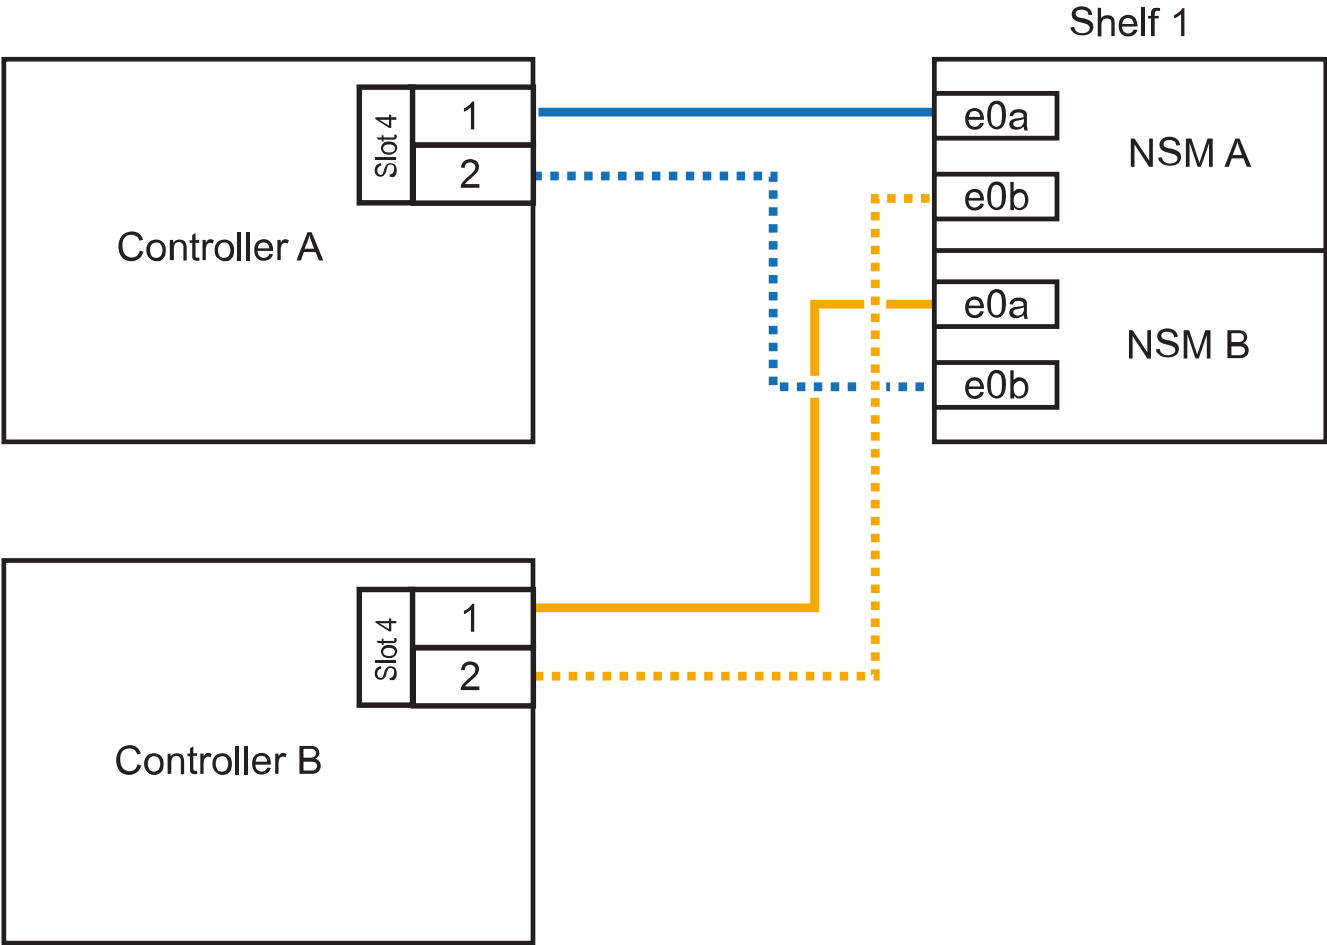 Shelf 1
Slot 4
1
2
Controller A
e0a
e0b
NSM A
e0a
e0b
NSM B
Slot 4
1
2
Controller B